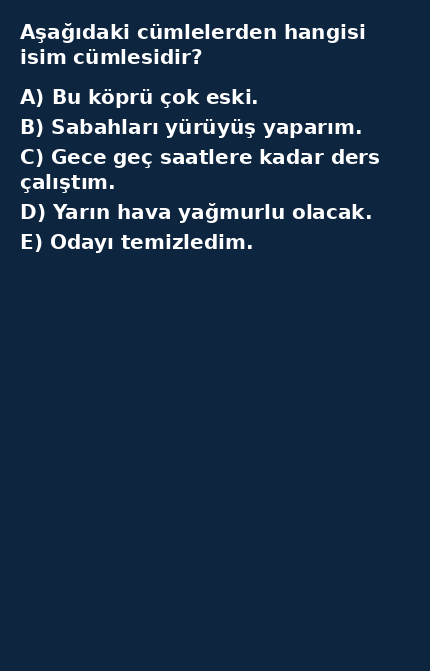 Aşağıdaki cümlelerden hangisi
isim cümlesidir?
A) Bu köprü çok eski.
B) Sabahları yürüyüş yaparım.
C) Gece geç saatlere kadar ders
çalıştım.
D) Yarın hava yağmurlu olacak.
E) Odayı temizledim.